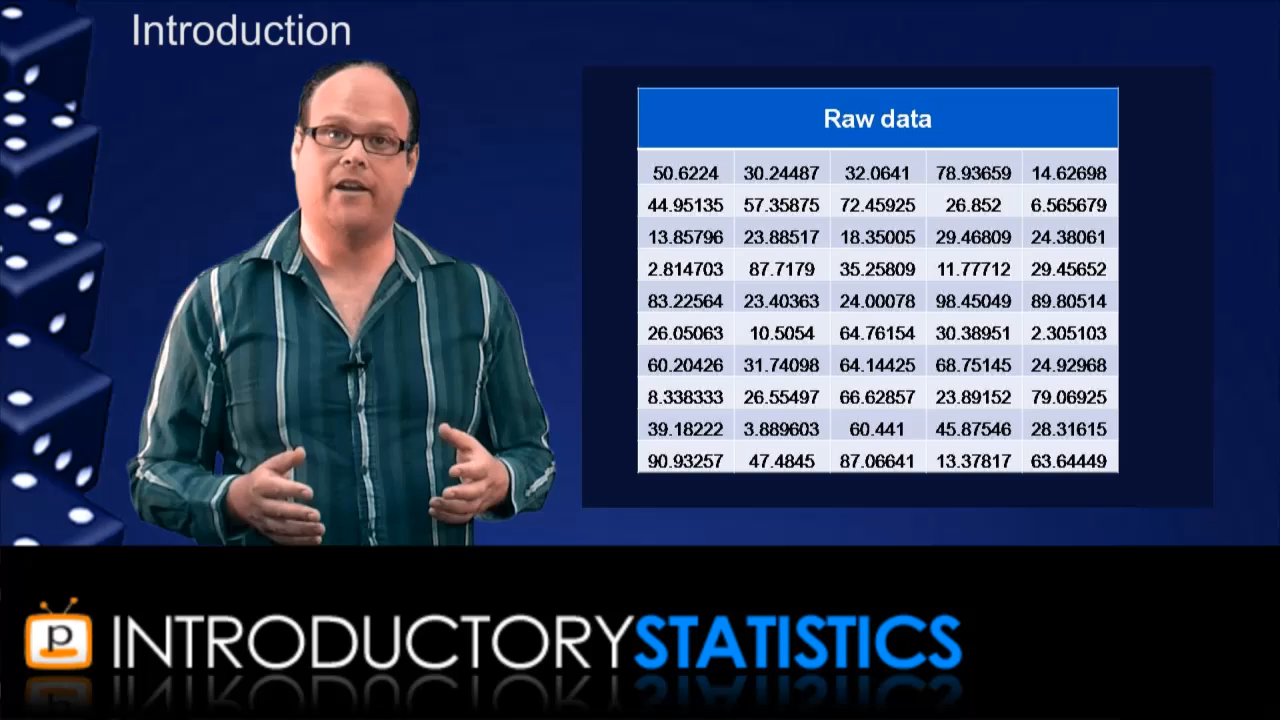 Introduction
Raw data
50.6224 30.24487 32.0641 78.93659 14.62698
44.95135 57.35875 72.45925 26.852 6.565679
13.85796 23.88517 18.35005 29.46809 24.38061
2.814703 87.7179 35.25809 11.77712 29.45652
83.22564 23.40363 24.00078 98.45049 89.80514
26.05063 10.5054 64.76154 30.38951 2.305103
60.20426 31.74098 64.14425 68.75145 24.92968
8.338333 26.55497 66.62857 23.89152 79.06925
39.18222 3.889603 60.441 45.87546 28.31615
90.93257 47.4845 87.06641 13.37817 63.64449
p INTRODUCTORYSTATISTICS